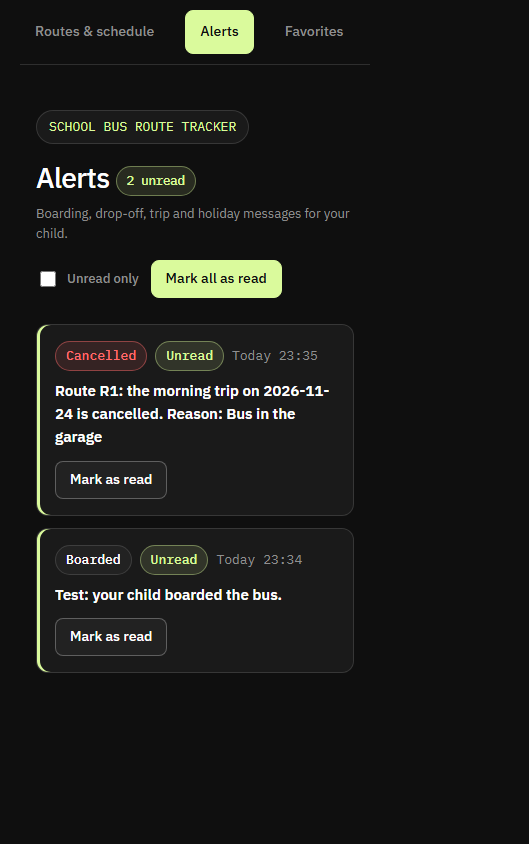 Routes & schedule Alerts Favorites
SCHOOL BUS ROUTE TRACKER
Alerts 2 unread
Boarding, drop-off, trip and holiday messages for your
child.
Unread only Mark all as read
Cancelled Unread Today 23:35
Route R1: the morning trip on 2026-11-
24 is cancelled. Reason: Bus in the
garage
Mark as read
Boarded Unread Today 23:34
Test: your child boarded the bus.
Mark as read